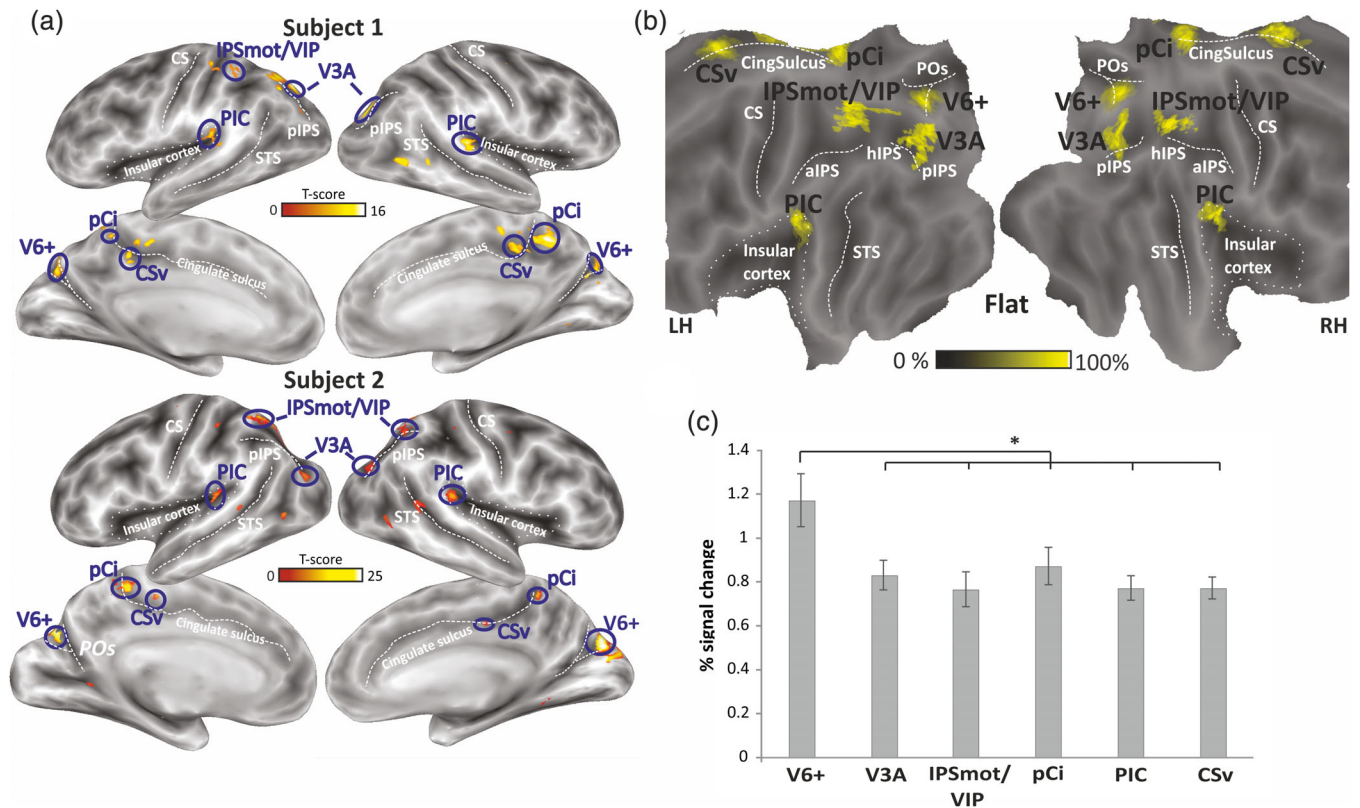 (a)
Subject 1
IPSmot/VIP
CS
V3A
CS
PIC
pIPS
pIPS
PIC
Insular cortex
STS
STS
Insular cortex
T-score
0 16
pCi
pCi
V6+
V6+
CSv
Cingulate sulcus
Cingulate sulcus
CSv
Subject 2
IPSmot/VIP
CS
CS
V3A
pIPS
pIPS
PIC
PIC
Insular cortex
STS
STS
Insular cortex
T-score
0 25
pCi
pCi
V6+
CSv
CSv
V6+
POs
Cingulate sulcus
Cingulate sulcus
(b)
CSv
CingSulcus
pCi
POs
IPSmot/VIP
V6+
CS
V3A
hIPS
aIPS
pIPS
PIC
Insular
cortex
STS
LH
pCi
CingSulcus
CSv
POs
V6+
IPSmot/VIP
V3A
CS
pIPS
hIPS
aIPS
PIC
STS
Insular
cortex
RH
Flat
0 % 100%
(c)
% signal change
1.4
1.2
1
0.8
0.6
0.4
0.2
0
*
V6+ V3A IPSmot/ pCi PIC CSv
VIP